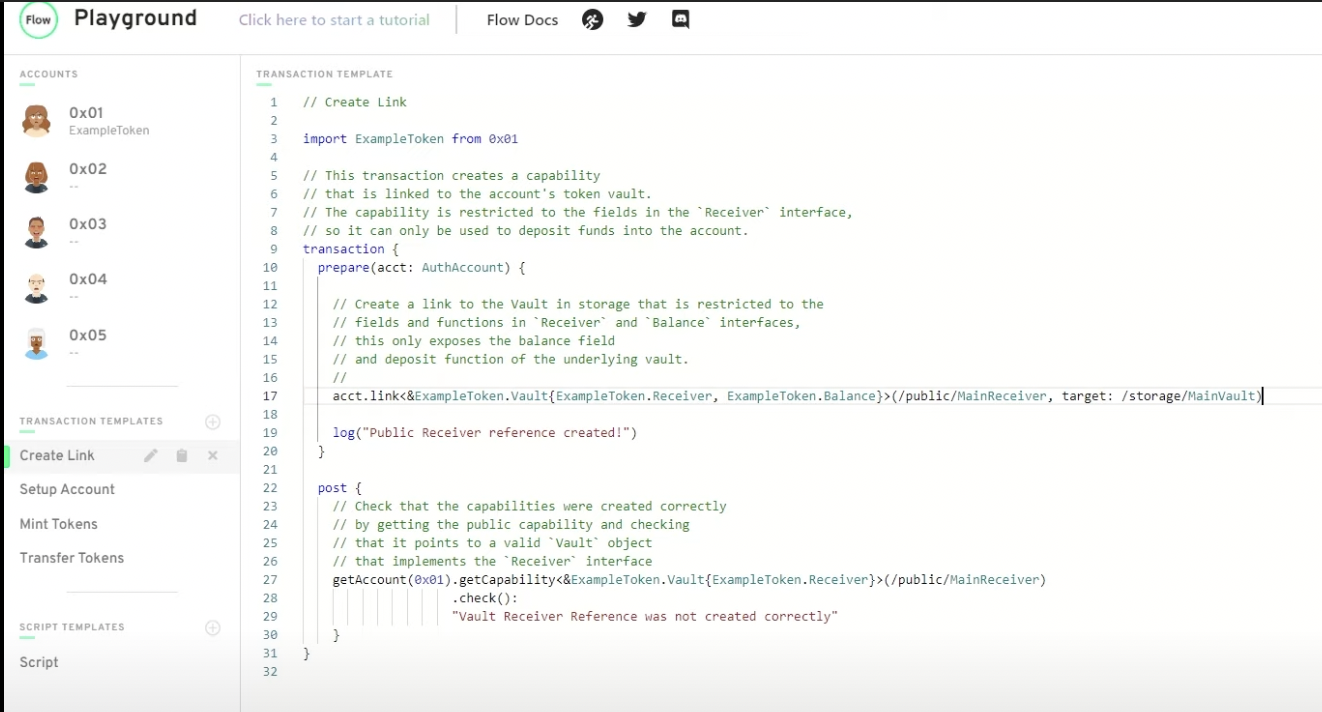 Flow
Playground
Click here to start a tutorial
Flow Docs
ACCOUNTS
0x01
ExampleToken
0x02
--
0x03
--
0x04
--
0x05
--
TRANSACTION TEMPLATES
Create Link
Setup Account
Mint Tokens
Transfer Tokens
SCRIPT TEMPLATES
Script
TRANSACTION TEMPLATE
1 // Create Link
2
3 import ExampleToken from 0x01
4
5 // This transaction creates a capability
6 // that is linked to the account's token vault.
7 // The capability is restricted to the fields in the `Receiver` interface,
8 // so it can only be used to deposit funds into the account.
9 transaction {
10 prepare(acct: AuthAccount) {
11
12 // Create a link to the Vault in storage that is restricted to the
13 // fields and functions in `Receiver` and `Balance` interfaces,
14 // this only exposes the balance field
15 // and deposit function of the underlying vault.
16 //
17 acct.link<&ExampleToken.Vault{ExampleToken.Receiver, ExampleToken.Balance}>(/public/MainReceiver, target: /storage/MainVault)
18
19 log("Public Receiver reference created!")
20 }
21
22 post {
23 // Check that the capabilities were created correctly
24 // by getting the public capability and checking
25 // that it points to a valid `Vault` object
26 // that implements the `Receiver` interface
27 getAccount(0x01).getCapability<&ExampleToken.Vault{ExampleToken.Receiver}>(/public/MainReceiver)
28 .check():
29 "Vault Receiver Reference was not created correctly"
30 }
31 }
32